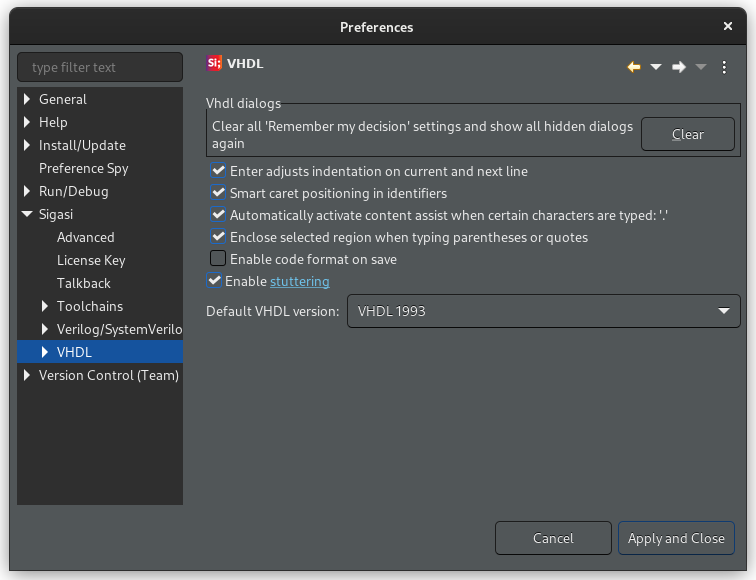 Preferences
type filter text
General
Help
Install/Update
Preference Spy
Run/Debug
Sigasi
Advanced
License Key
Talkback
Toolchains
Verilog/SystemVerilo
VHDL
Version Control (Team)
Si; VHDL
Vhdl dialogs
Clear all 'Remember my decision' settings and show all hidden dialogs
again
Clear
Enter adjusts indentation on current and next line
Smart caret positioning in identifiers
Automatically activate content assist when certain characters are typed: '.'
Enclose selected region when typing parentheses or quotes
Enable code format on save
Enable stuttering
Default VHDL version: VHDL 1993
Cancel
Apply and Close